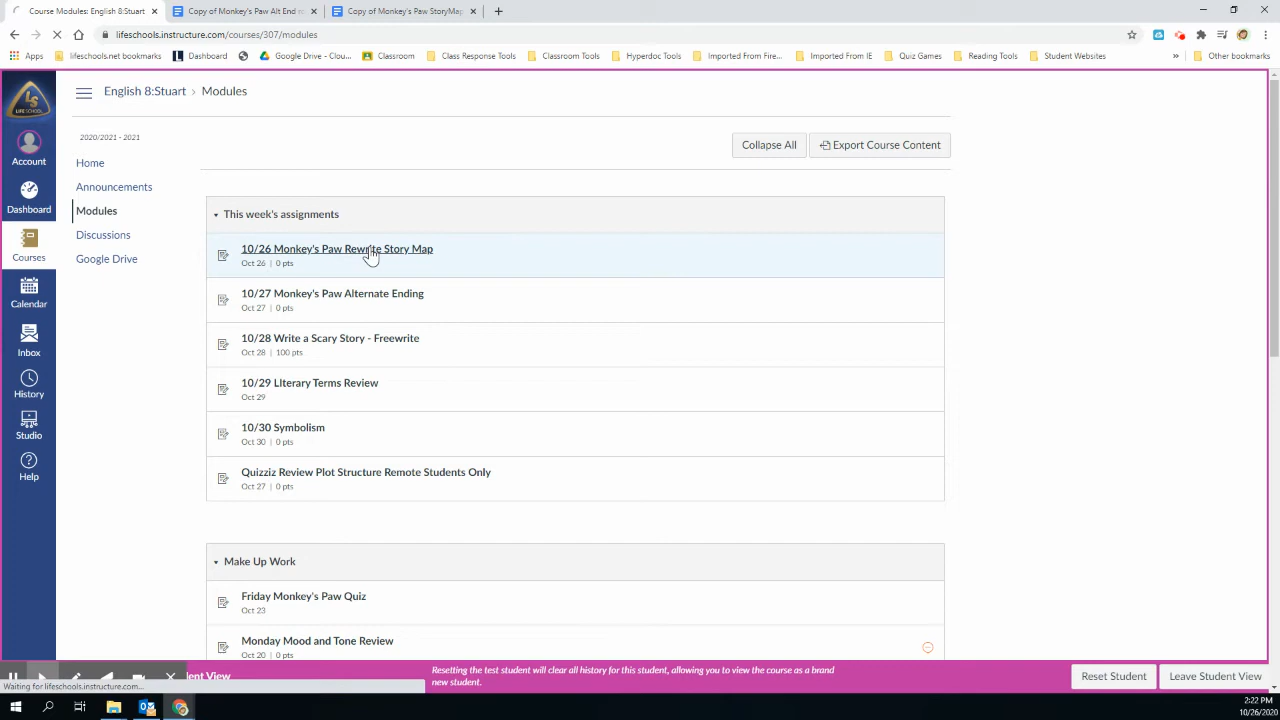 Course Modules: English 8:Stuart
Copy of Monkey's Paw Alt End
Copy of Monkey's Paw StoryMap
lifeschools.instructure.com/courses/307/modules
Apps lifeschools.net bookmarks Dashboard Google Drive - Clou... Classroom Class Response Tools Classroom Tools Hyperdoc Tools Imported From Fire... Imported From IE Quiz Games Reading Tools Student Websites » Other bookmarks
LS
LIFE SCHOOL
Account
Dashboard
Courses
Calendar
Inbox
History
Studio
Help
English 8:Stuart › Modules
2020/2021 - 2021
Home
Announcements
Modules
Discussions
Google Drive
Collapse All
Export Course Content
This week's assignments
10/26 Monkey's Paw Rewrite Story Map
Oct 26 | 0 pts
10/27 Monkey's Paw Alternate Ending
Oct 27 | 0 pts
10/28 Write a Scary Story - Freewrite
Oct 28 | 100 pts
10/29 LIterary Terms Review
Oct 29
10/30 Symbolism
Oct 30 | 0 pts
Quizziz Review Plot Structure Remote Students Only
Oct 27 | 0 pts
Make Up Work
Friday Monkey's Paw Quiz
Oct 23
Monday Mood and Tone Review
Oct 20 | 0 pts
dent View
Resetting the test student will clear all history for this student, allowing you to view the course as a brand
new student.
Reset Student
Leave Student View
Waiting for lifeschools.instructure.com...
2:22 PM
10/26/2020